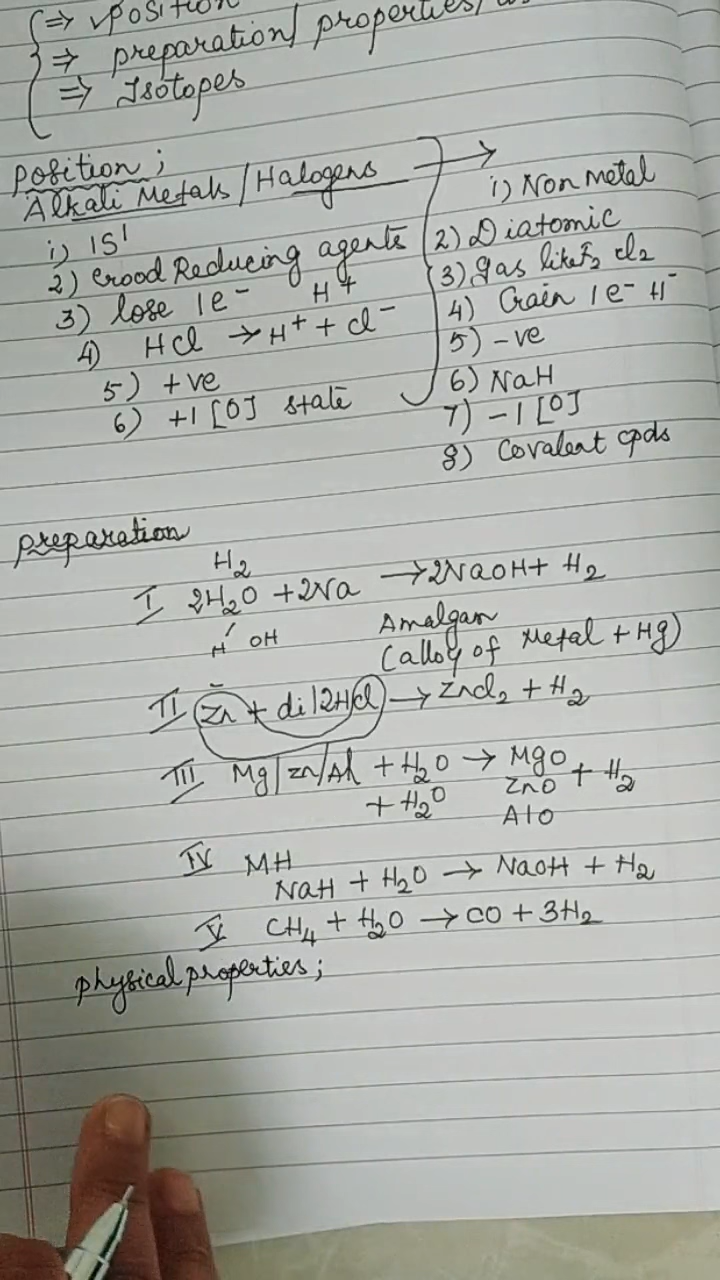 ⇒ position
⇒ preparation/ properties/
⇒ Isotopes
Position;
Alkali Metals / Halogens →
i) 1S¹
2) Good Reducing agents
3) lose 1e⁻ H⁺
4) HCl → H⁺ + Cl⁻
5) +ve
6) +1 [O] state
i) Non metal
2) Diatomic
3) gas like F₂ Cl₂
4) Gain 1e⁻ H⁻
5) -ve
6) NaH
7) -1 [O]
8) Covalent cpds
preparation
H₂
I 2H₂O + 2Na → 2NaOH + H₂
H OH
Amalgam
(alloy of Metal + Hg)
II Zn + dil 2HCl → ZnCl₂ + H₂
III Mg/Zn/Al + H₂O → MgO + H₂
+ H₂O ZnO
AlO
IV MH
NaH + H₂O → NaOH + H₂
V CH₄ + H₂O → CO + 3H₂
physical properties;